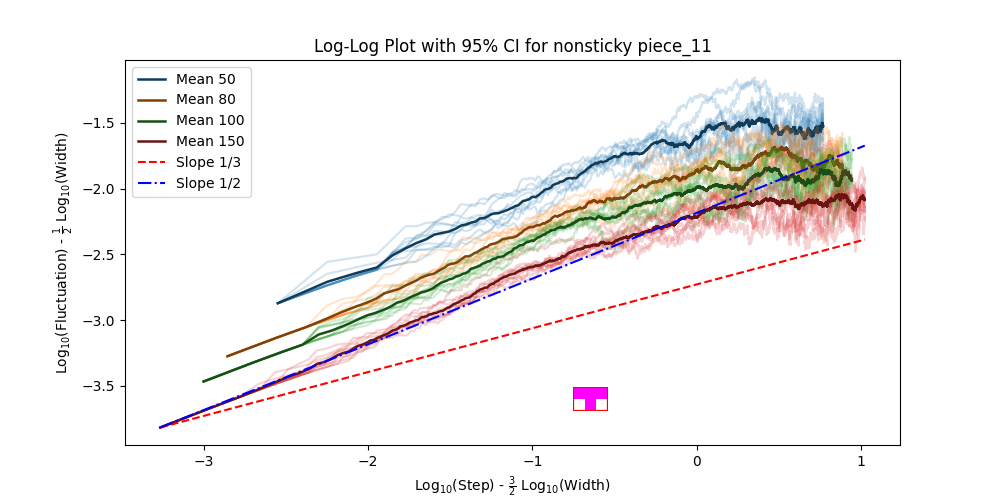 Log-Log Plot with 95% CI for nonsticky piece_11
Mean 50
Mean 80
Mean 100
Mean 150
Slope 1/3
Slope 1/2
Log₁₀(Fluctuation) - 1/2 Log₁₀(Width)
−1.5
−2.0
−2.5
−3.0
−3.5
−3
−2
−1
0
1
Log₁₀(Step) - 3/2 Log₁₀(Width)